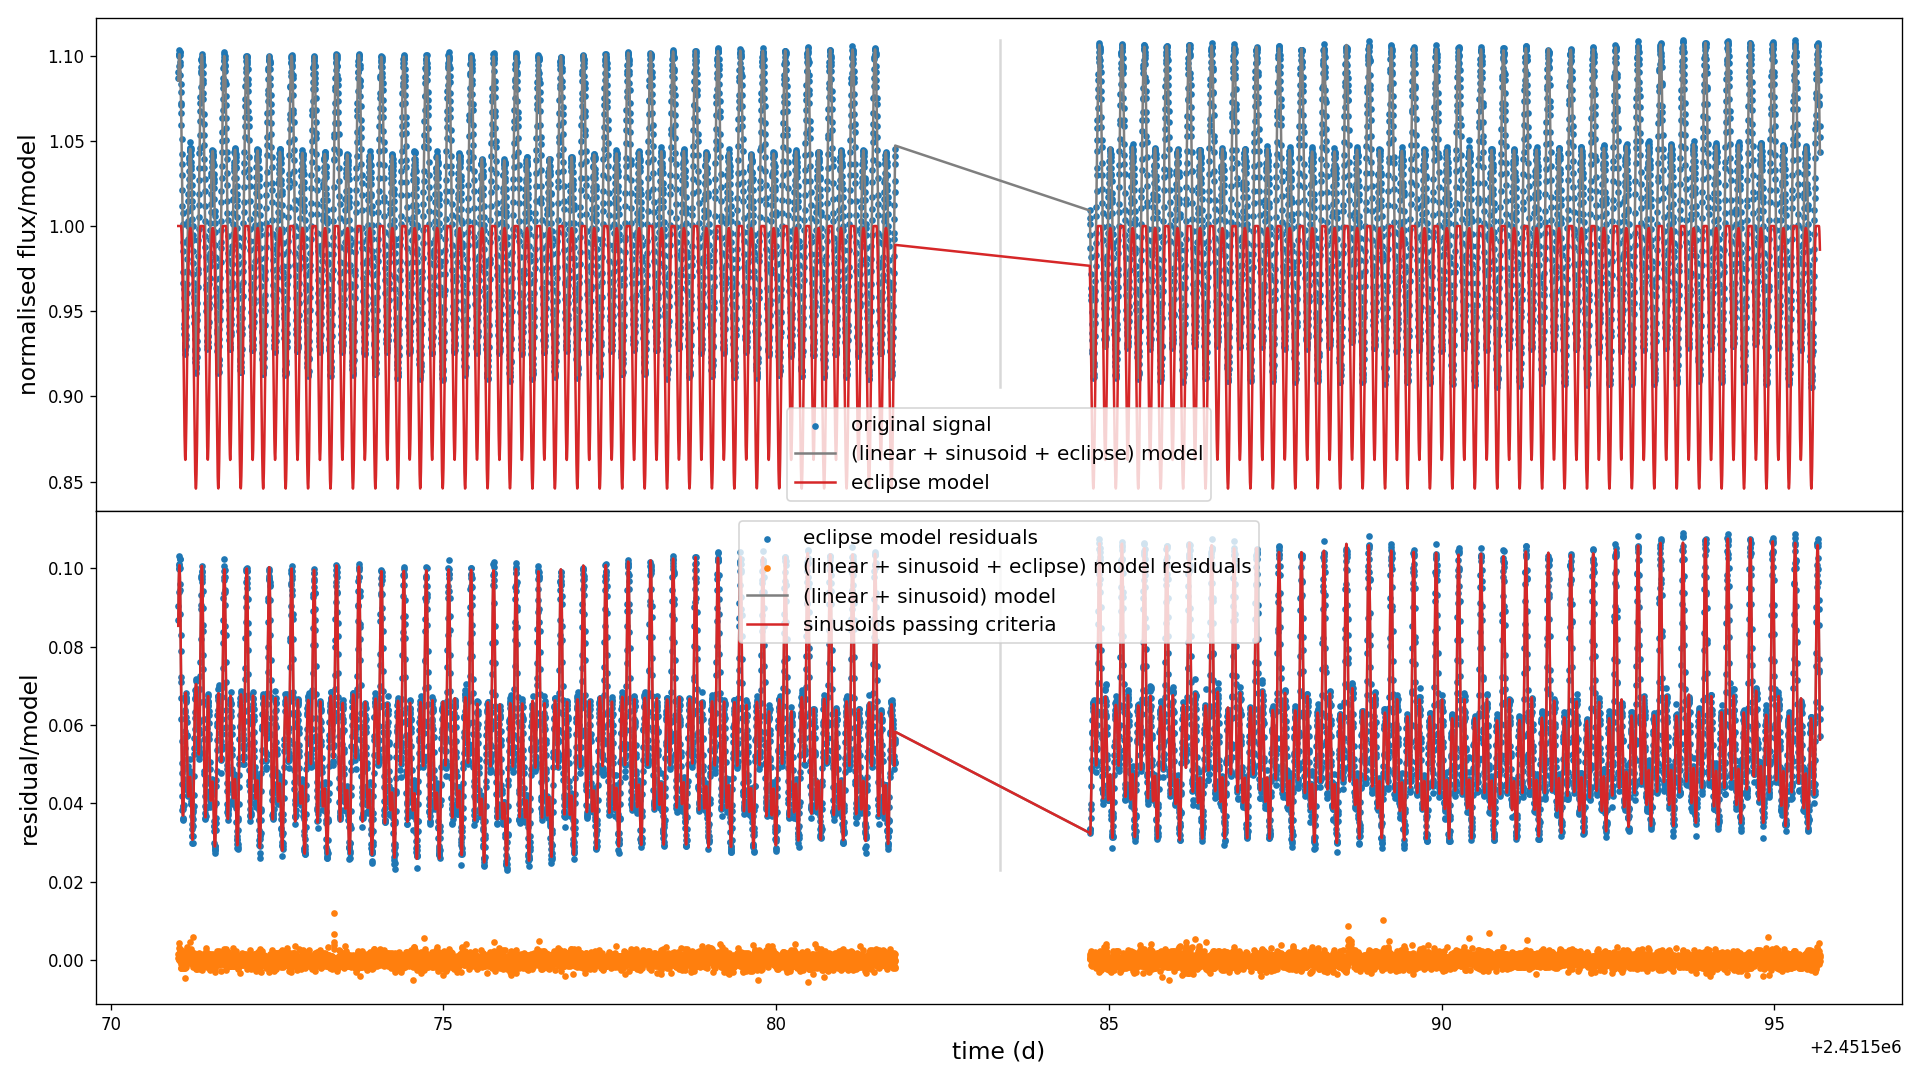 normalised flux/model
1.10
1.05
1.00
0.95
0.90
0.85
original signal
(linear + sinusoid + eclipse) model
eclipse model
residual/model
0.10
0.08
0.06
0.04
0.02
0.00
eclipse model residuals
(linear + sinusoid + eclipse) model residuals
(linear + sinusoid) model
sinusoids passing criteria
70
75
80
85
90
95
time (d)
+2.4515e6